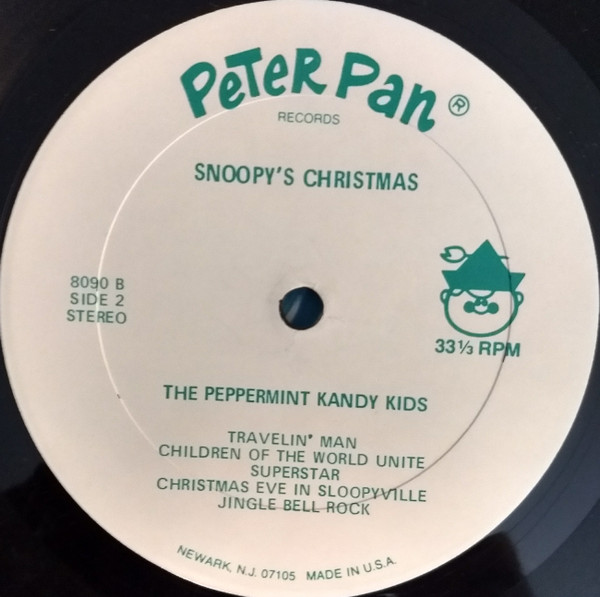 PETER PAN ®
RECORDS
SNOOPY'S CHRISTMAS
8090 B
SIDE 2
STEREO
33⅓ RPM
THE PEPPERMINT KANDY KIDS
TRAVELIN' MAN
CHILDREN OF THE WORLD UNITE
SUPERSTAR
CHRISTMAS EVE IN SLOOPYVILLE
JINGLE BELL ROCK
NEWARK, N.J. 07105 MADE IN U.S.A.